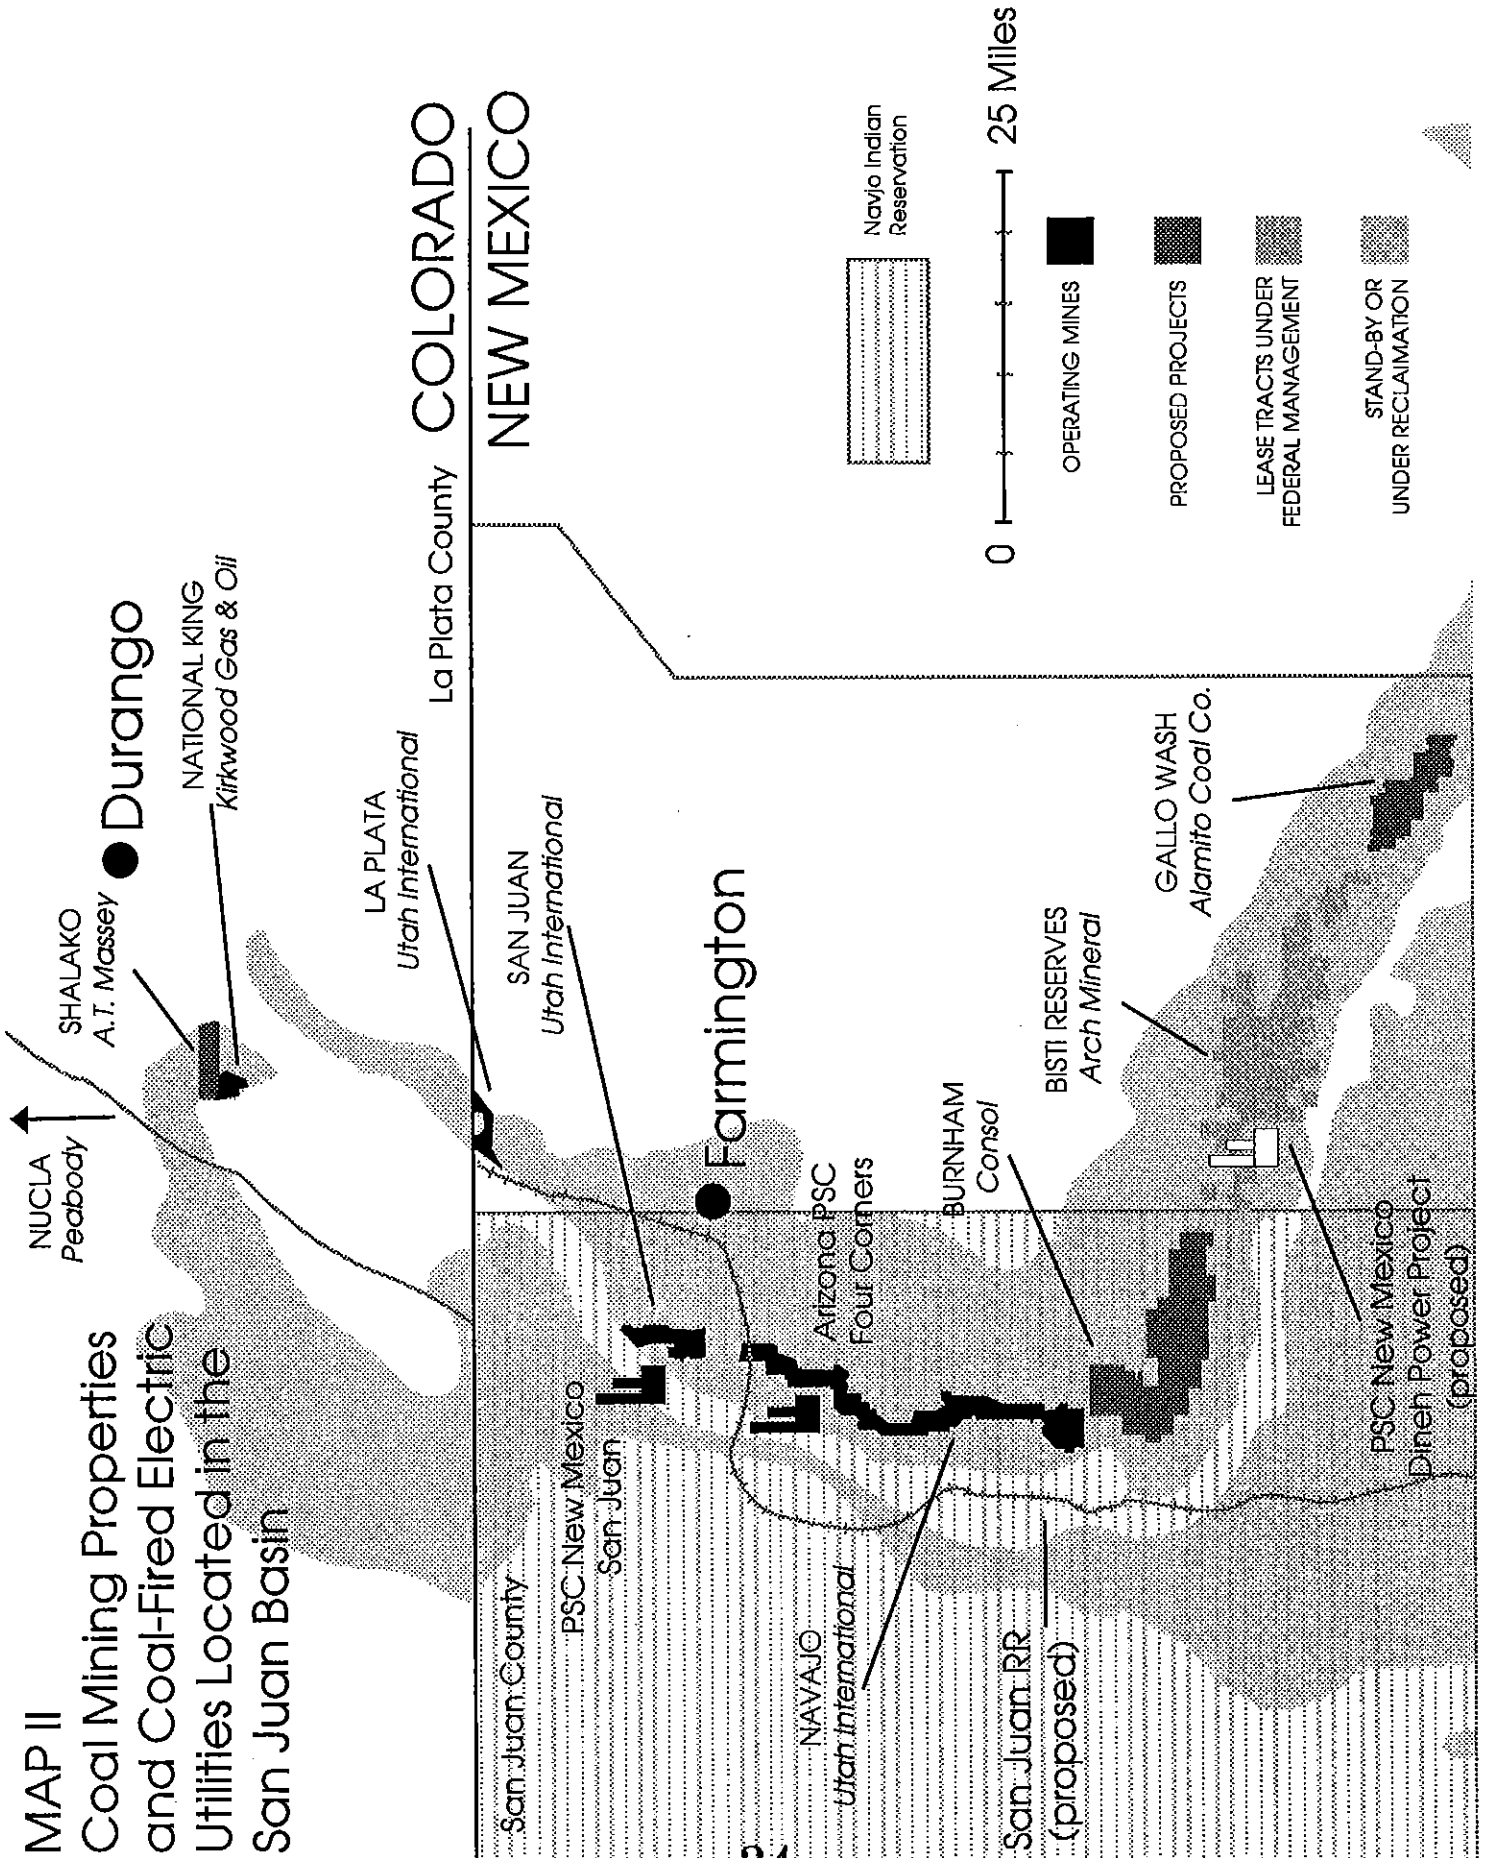 MAP II
Coal Mining Properties
and Coal-Fired Electric
Utilities Located in the
San Juan Basin
NUCLA
Peabody
SHALAKO
A.T. Massey
Durango
NATIONAL KING
Kirkwood Gas & Oil
LA PLATA
Utah International
La Plata County
COLORADO
NEW MEXICO
San Juan County
SAN JUAN
Utah International
PSC New Mexico
San Juan
Farmington
Arizona PSC
Four Corners
NAVAJO
Utah International
BURNHAM
Consol
San Juan RR
(proposed)
BISTI RESERVES
Arch Mineral
GALLO WASH
Alamito Coal Co.
PSC New Mexico
Dineh Power Project
(proposed)
Navjo Indian
Reservation
0
25 Miles
OPERATING MINES
PROPOSED PROJECTS
LEASE TRACTS UNDER
FEDERAL MANAGEMENT
STAND-BY OR
UNDER RECLAIMATION